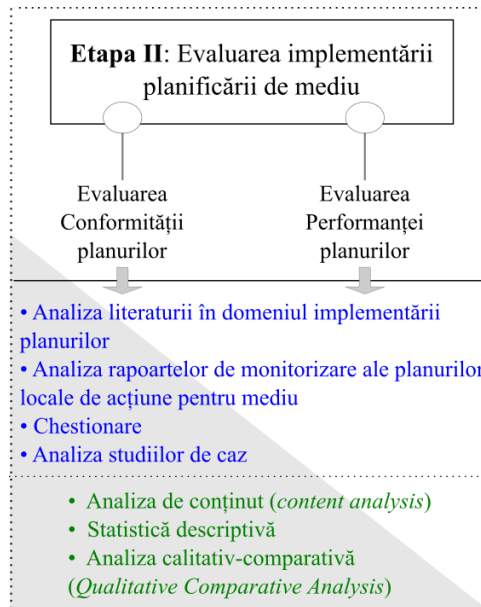 Etapa II: Evaluarea implementării
planificării de mediu
Evaluarea
Conformității
planurilor
Evaluarea
Performanței
planurilor
• Analiza literaturii în domeniul implementării
planurilor
• Analiza rapoartelor de monitorizare ale planurilor
locale de acțiune pentru mediu
• Chestionare
• Analiza studiilor de caz
• Analiza de conținut (content analysis)
• Statistică descriptivă
• Analiza calitativ-comparativă
(Qualitative Comparative Analysis)